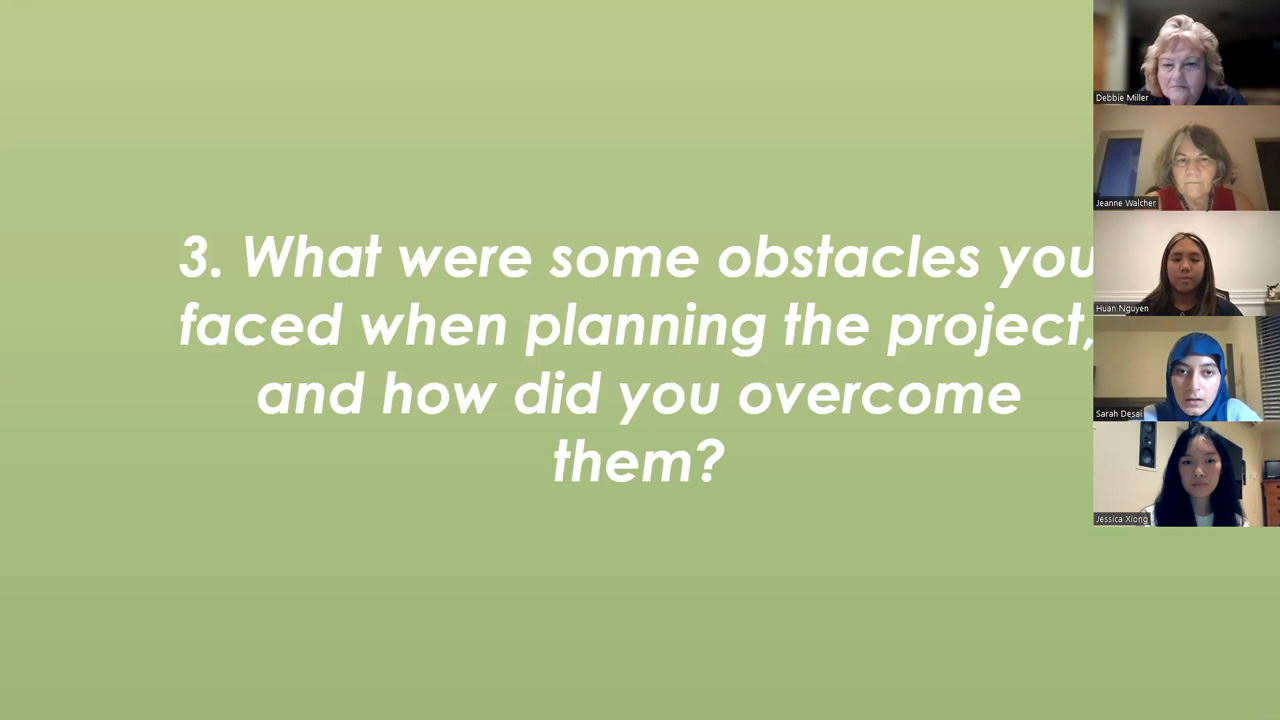 3. What were some obstacles you
faced when planning the project,
and how did you overcome
them?
Debbie Miller
Jeanne Walcher
Huan Nguyen
Sarah Desai
Jessica Xiong